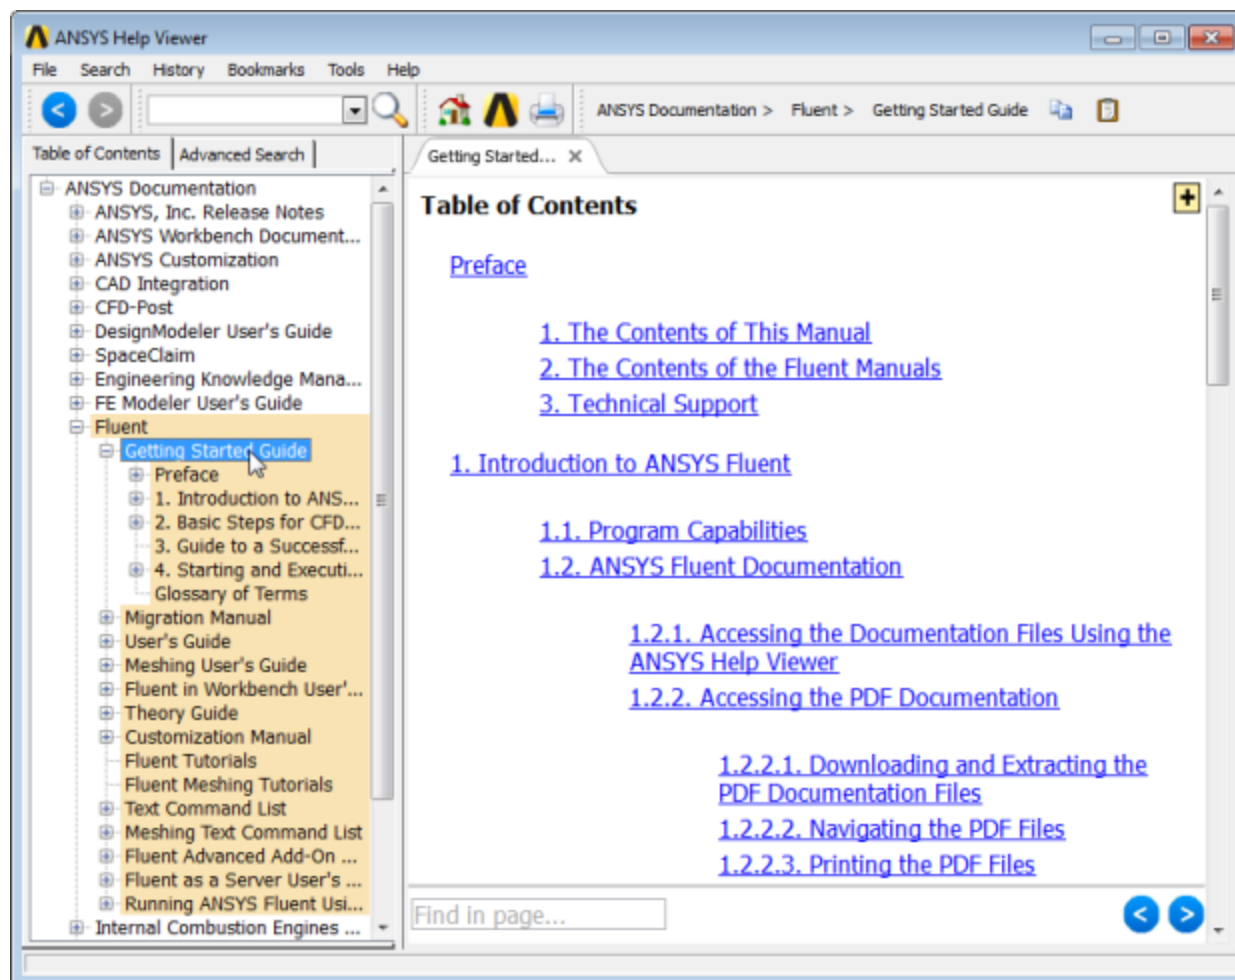 ANSYS Help Viewer
File Search History Bookmarks Tools Help
ANSYS Documentation > Fluent > Getting Started Guide
Table of Contents Advanced Search
ANSYS Documentation
ANSYS, Inc. Release Notes
ANSYS Workbench Document...
ANSYS Customization
CAD Integration
CFD-Post
DesignModeler User's Guide
SpaceClaim
Engineering Knowledge Mana...
FE Modeler User's Guide
Fluent
Getting Started Guide
Preface
1. Introduction to ANS...
2. Basic Steps for CFD...
3. Guide to a Successf...
4. Starting and Executi...
Glossary of Terms
Migration Manual
User's Guide
Meshing User's Guide
Fluent in Workbench User'...
Theory Guide
Customization Manual
Fluent Tutorials
Fluent Meshing Tutorials
Text Command List
Meshing Text Command List
Fluent Advanced Add-On ...
Fluent as a Server User's ...
Running ANSYS Fluent Usi...
Internal Combustion Engines ...
Getting Started...
Table of Contents
Preface
1. The Contents of This Manual
2. The Contents of the Fluent Manuals
3. Technical Support
1. Introduction to ANSYS Fluent
1.1. Program Capabilities
1.2. ANSYS Fluent Documentation
1.2.1. Accessing the Documentation Files Using the
ANSYS Help Viewer
1.2.2. Accessing the PDF Documentation
1.2.2.1. Downloading and Extracting the
PDF Documentation Files
1.2.2.2. Navigating the PDF Files
1.2.2.3. Printing the PDF Files
Find in page...